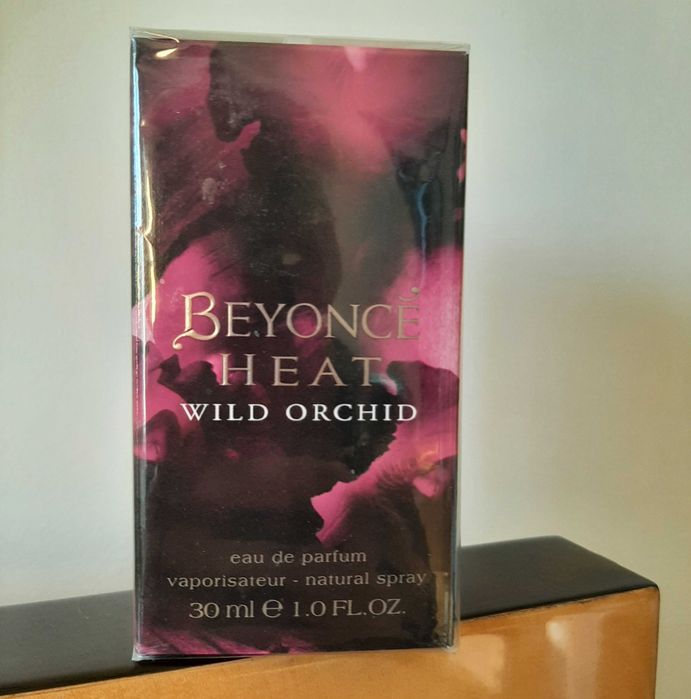 BEYONCÉ
HEAT
WILD ORCHID
eau de parfum
vaporisateur - natural spray
30 ml ℮ 1.0 FL.OZ.